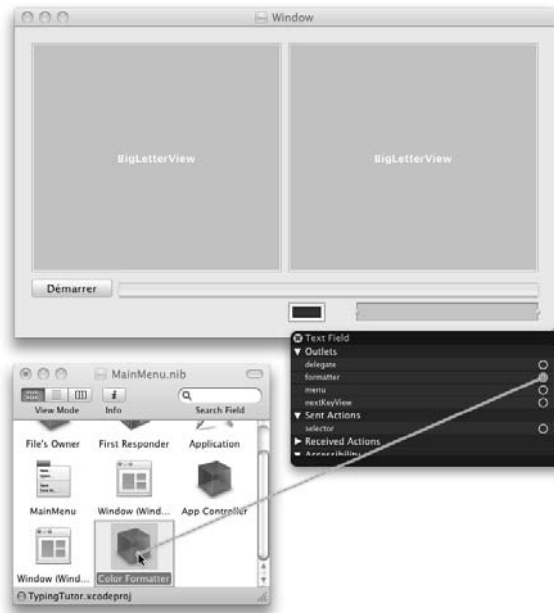 Window
BigLetterView
BigLetterView
Démarrer
Text Field
Outlets
delegate
formatter
menu
nextKeyView
Sent Actions
selector
Received Actions
Accessibility
MainMenu.nib
View Mode
Info
Search Field
File's Owner
First Responder
Application
MainMenu
Window (Wind...
App Controller
Window (Wind...
Color Formatter
TypingTutor.xcodeproj